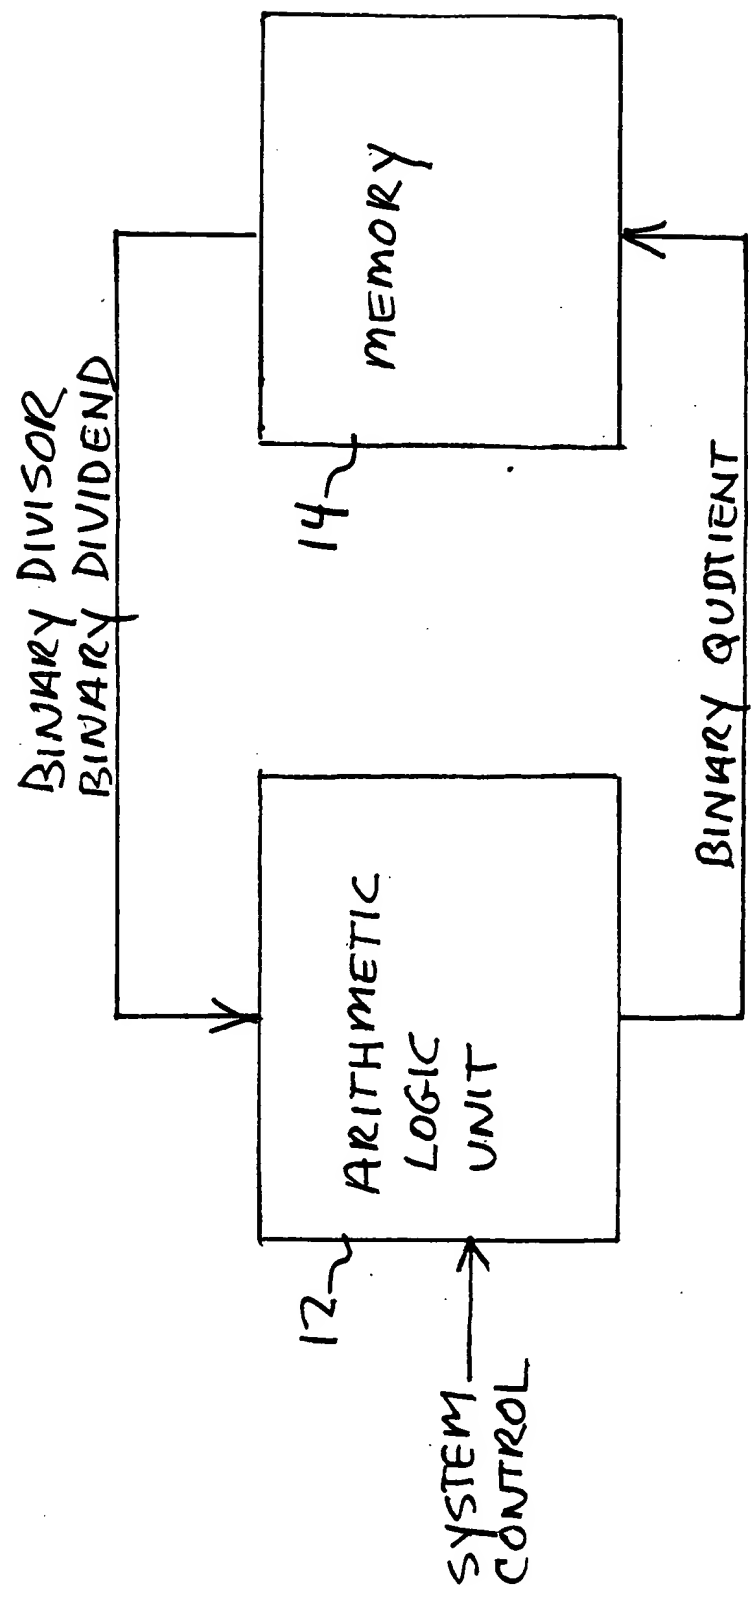 BINARY DIVISOR
BINARY DIVIDEND
12
ARITHMETIC
LOGIC
UNIT
14
MEMORY
SYSTEM
CONTROL
BINARY QUOTIENT